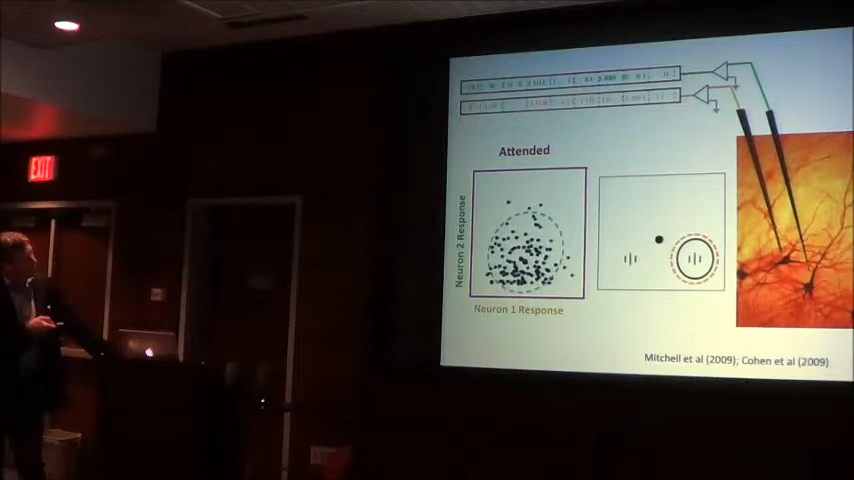 EXIT
Attended
Neuron 2 Response
Neuron 1 Response
Mitchell et al (2009); Cohen et al (2009)